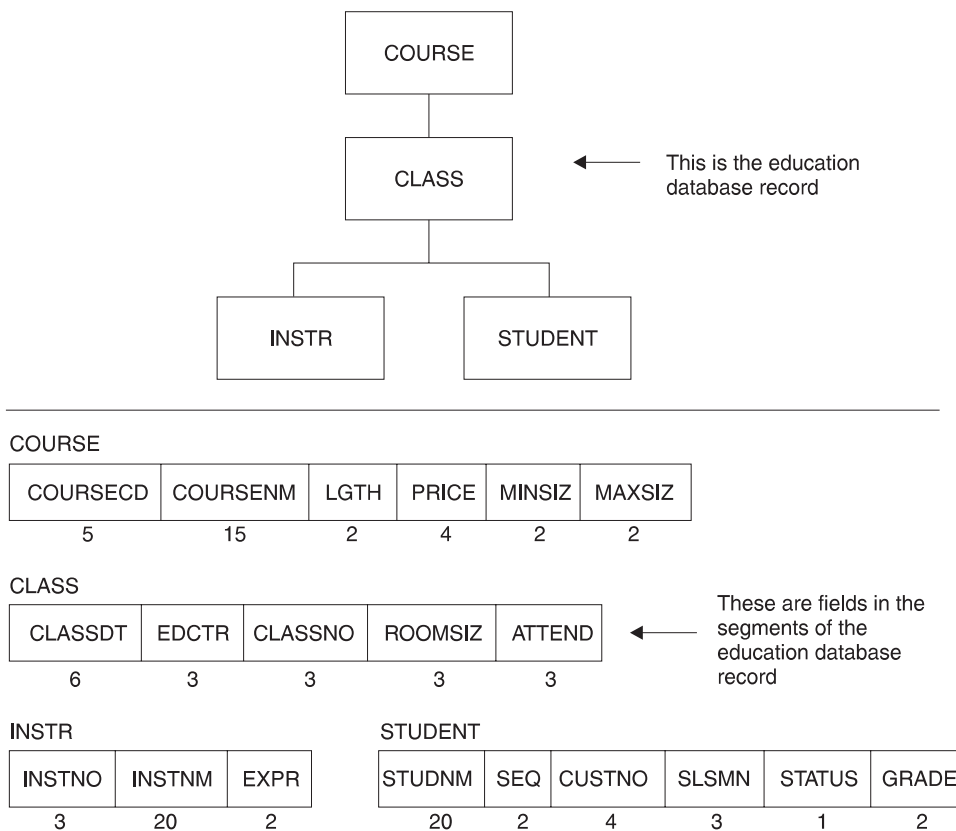 COURSE
CLASS
This is the education
database record
INSTR STUDENT
COURSE
COURSECD COURSENM LGTH PRICE MINSIZ MAXSIZ
5 15 2 4 2 2
CLASS
CLASSDT EDCTR CLASSNO ROOMSIZ ATTEND
6 3 3 3 3
These are fields in the
segments of the
education database
record
INSTR
INSTNO INSTNM EXPR
3 20 2
STUDENT
STUDNM SEQ CUSTNO SLSMN STATUS GRADE
20 2 4 3 1 2